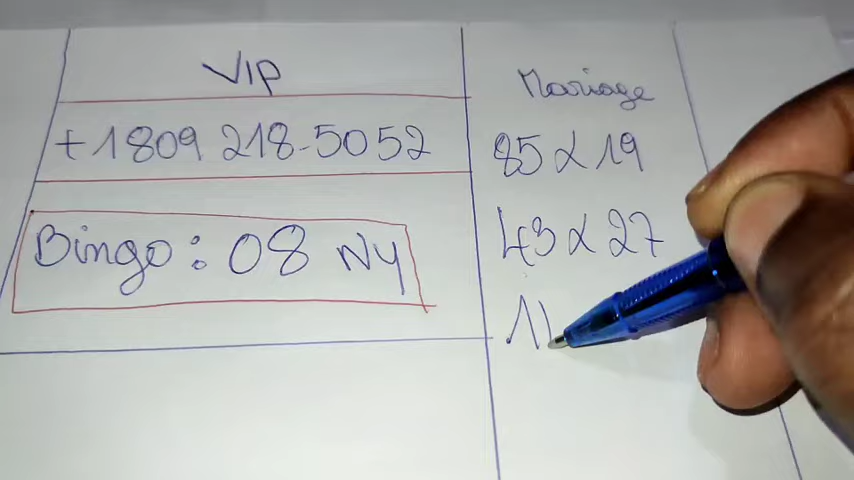 VIP
+1809 218-5052
Bingo: 08 NY
Mariage
85 x 19
43 x 27